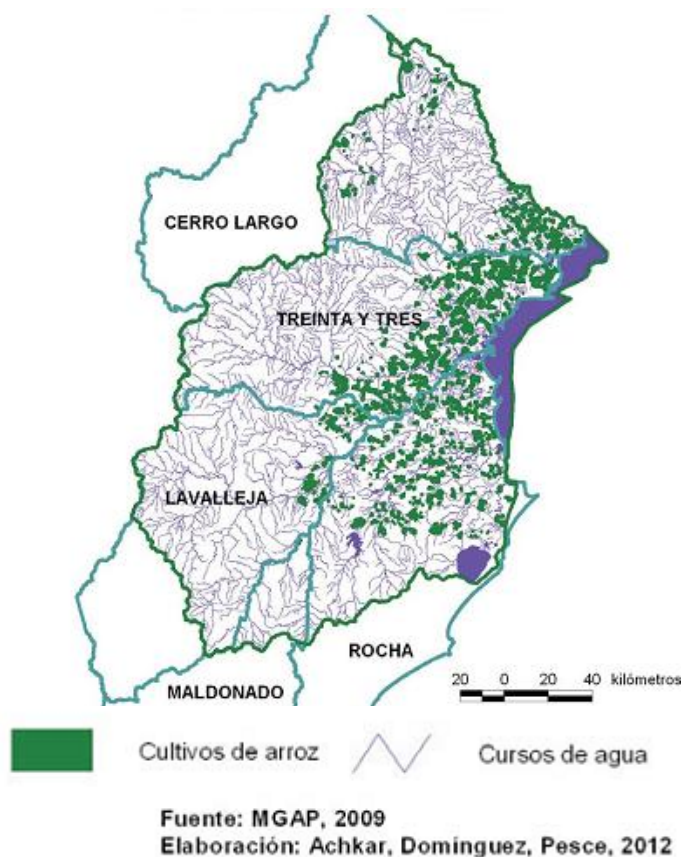 CERRO LARGO
TREINTA Y TRES
LAVALLEJA
ROCHA
MALDONADO
20 0 20 40 kilómetros
Cultivos de arroz Cursos de agua
Fuente: MGAP, 2009
Elaboración: Achkar, Domínguez, Pesce, 2012